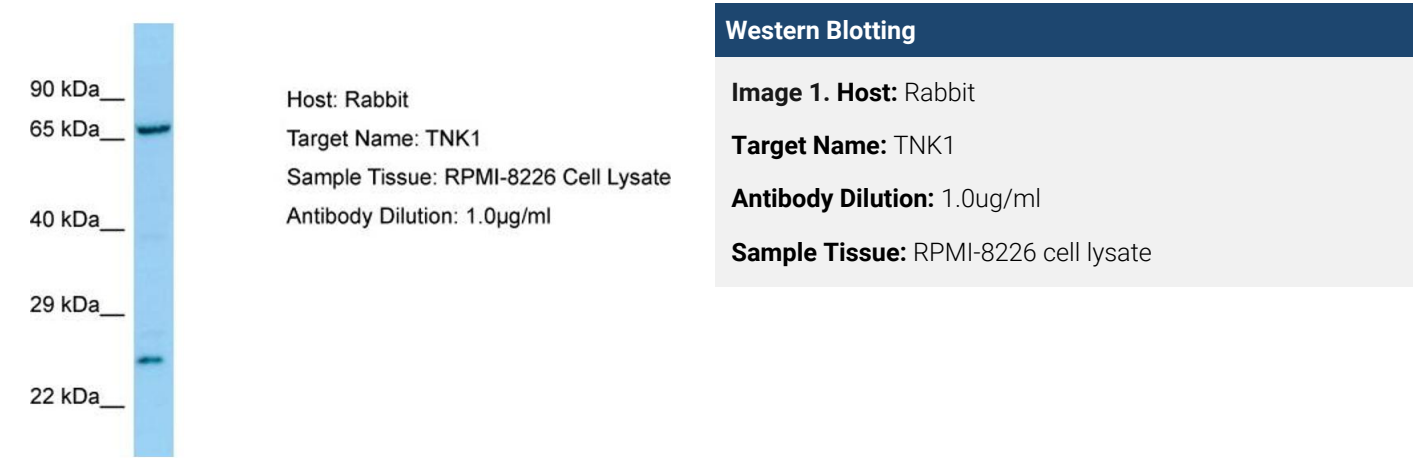 90 kDa__
65 kDa__
40 kDa__
29 kDa__
22 kDa__
Host: Rabbit
Target Name: TNK1
Sample Tissue: RPMI-8226 Cell Lysate
Antibody Dilution: 1.0µg/ml
Western Blotting
Image 1. Host: Rabbit
Target Name: TNK1
Antibody Dilution: 1.0ug/ml
Sample Tissue: RPMI-8226 cell lysate